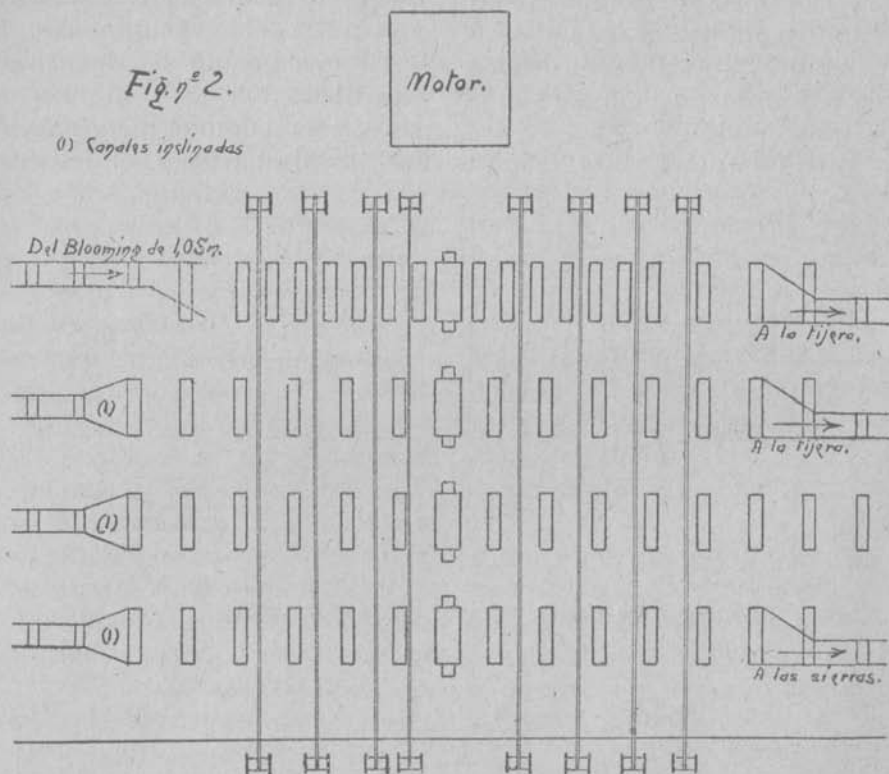 Fig. nº 2.
Motor.
(1) Canales inclinadas
Del Blooming de 1,05 m.
A la tijera.
(1)
A la tijera.
(1)
(1)
A las sierras.